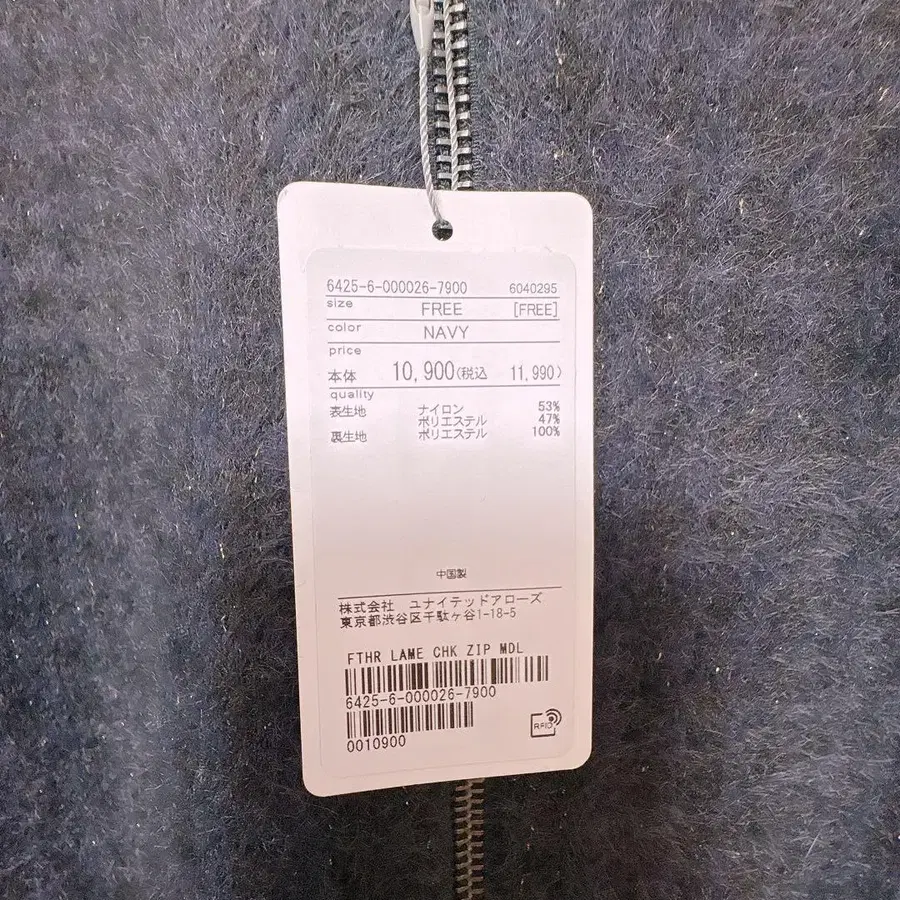 6425-6-000026-7900 6040295
size FREE [FREE]
color NAVY
price
本体 10,900(税込 11,990)
quality
表生地 ナイロン 53%
ポリエステル 47%
裏生地 ポリエステル 100%
中国製
株式会社 ユナイテッドアローズ
東京都渋谷区千駄ヶ谷1-18-5
FTHR LAME CHK ZIP MDL
6425-6-000026-7900
0010900
RFID